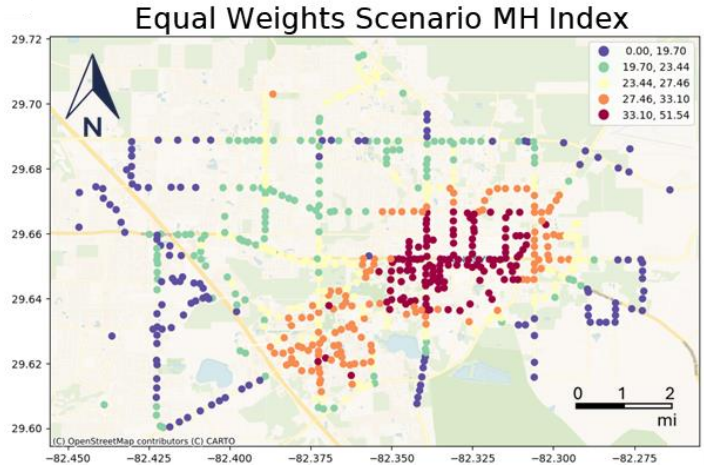 Equal Weights Scenario MH Index
29.72
29.70
29.68
29.66
29.64
29.62
29.60
N
0.00, 19.70
19.70, 23.44
23.44, 27.46
27.46, 33.10
33.10, 51.54
0 1 2
mi
(C) OpenStreetMap contributors (C) CARTO
−82.450 −82.425 −82.400 −82.375 −82.350 −82.325 −82.300 −82.275